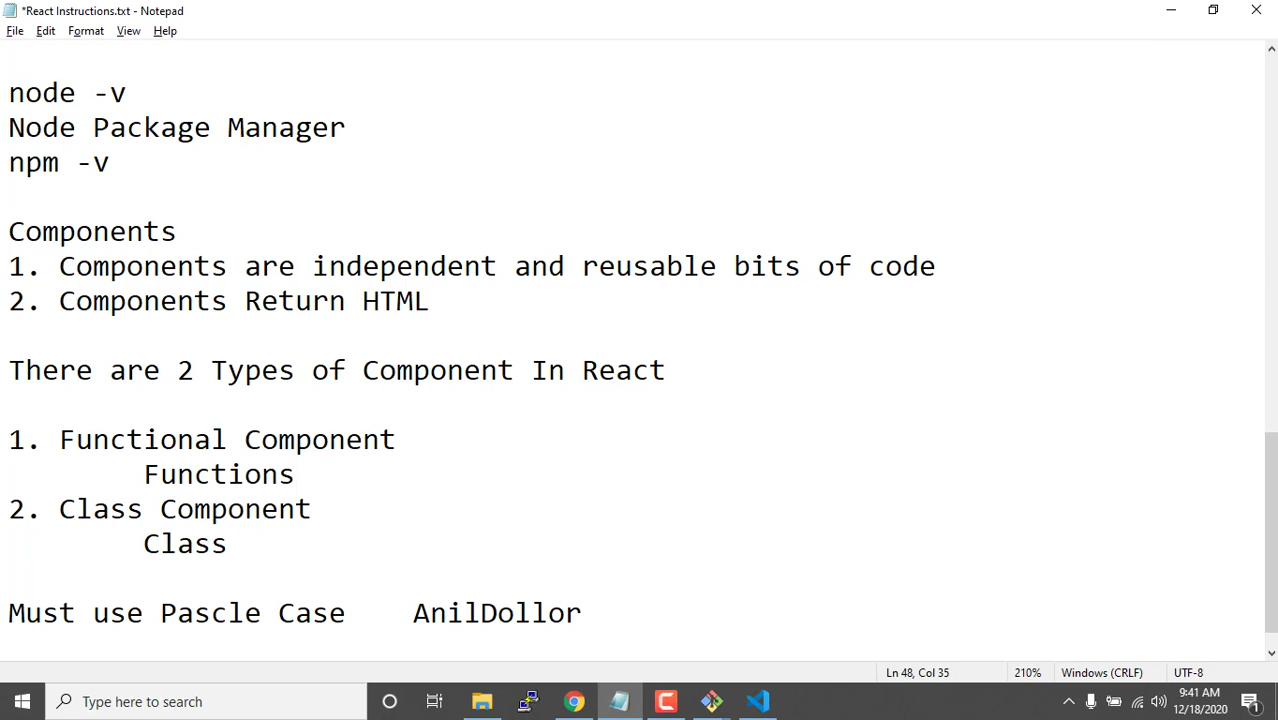 *React Instructions.txt - Notepad
File Edit Format View Help
node -v
Node Package Manager
npm -v
Components
1. Components are independent and reusable bits of code
2. Components Return HTML
There are 2 Types of Component In React
1. Functional Component
Functions
2. Class Component
Class
Must use Pascle Case AnilDollor
Ln 48, Col 35 210% Windows (CRLF) UTF-8
Type here to search
9:41 AM
12/18/2020
1